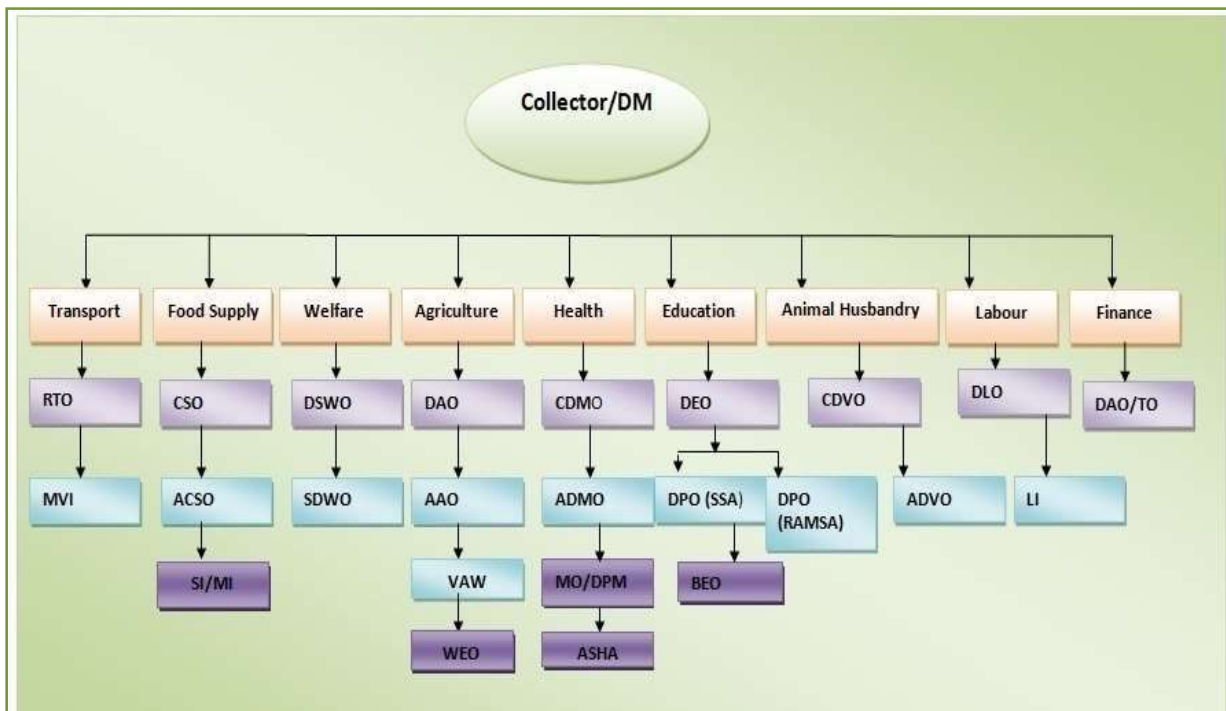 Collector/DM
Transport
Food Supply
Welfare
Agriculture
Health
Education
Animal Husbandry
Labour
Finance
RTO
CSO
DSWO
DAO
CDMO
DEO
CDVO
DLO
DAO/TO
MVI
ACSO
SDWO
AAO
ADMO
DPO (SSA)
DPO
(RAMSA)
ADVO
LI
SI/MI
VAW
MO/DPM
BEO
WEO
ASHA